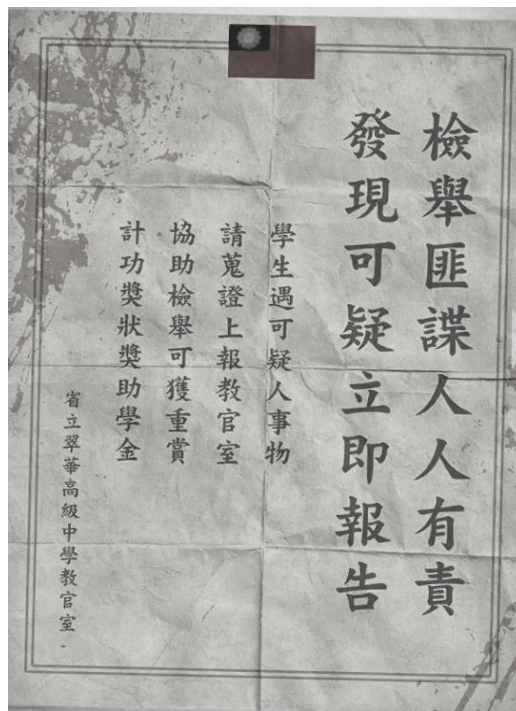 檢舉匪諜人人有責
發現可疑立即報告
學生遇可疑人事物
請蒐證上報教官室
協助檢舉可獲重賞
計功獎狀獎助學金
省立翠華高級中學教官室